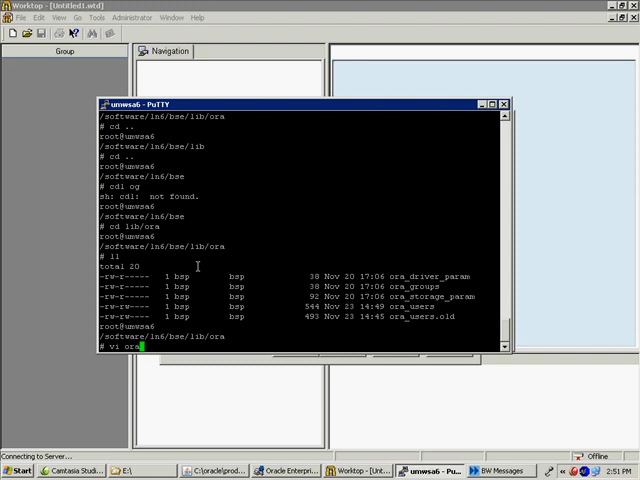 Worktop - [Untitled1.wtd]
File Edit View Go Tools Administrator Window Help
Group
Navigation
umwsa6 - PuTTY
/software/ln6/bse/lib/ora
# cd ..
root@umwsa6
/software/ln6/bse/lib
# cd ..
root@umwsa6
/software/ln6/bse
# cdl og
sh: cdl:  not found.
root@umwsa6
/software/ln6/bse
# cd lib/ora
root@umwsa6
/software/ln6/bse/lib/ora
# ll
total 20
-rw-r----- 1 bsp bsp 38 Nov 20 17:06 ora_driver_param
-rw-r----- 1 bsp bsp 38 Nov 20 17:06 ora_groups
-rw-r----- 1 bsp bsp 92 Nov 20 17:06 ora_storage_param
-rw-r----- 1 bsp bsp 544 Nov 23 14:49 ora_users
-rw-r----- 1 bsp bsp 493 Nov 23 14:45 ora_users.old
root@umwsa6
/software/ln6/bse/lib/ora
# vi ora
Connecting to Server...
Offline
Start
Camtasia Studi...
E:\
C:\oracle\prod...
Oracle Enterpri...
Worktop - [Unt...
umwsa6 - Pu...
BW Messages
2:51 PM